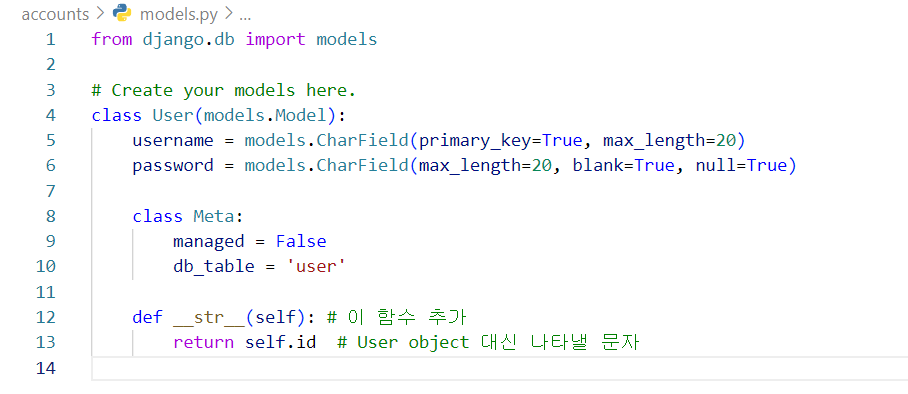 accounts > models.py > ...
1 from django.db import models
2
3 # Create your models here.
4 class User(models.Model):
5     username = models.CharField(primary_key=True, max_length=20)
6     password = models.CharField(max_length=20, blank=True, null=True)
7
8     class Meta:
9         managed = False
10         db_table = 'user'
11
12     def __str__(self): # 이 함수 추가
13         return self.id  # User object 대신 나타낼 문자
14